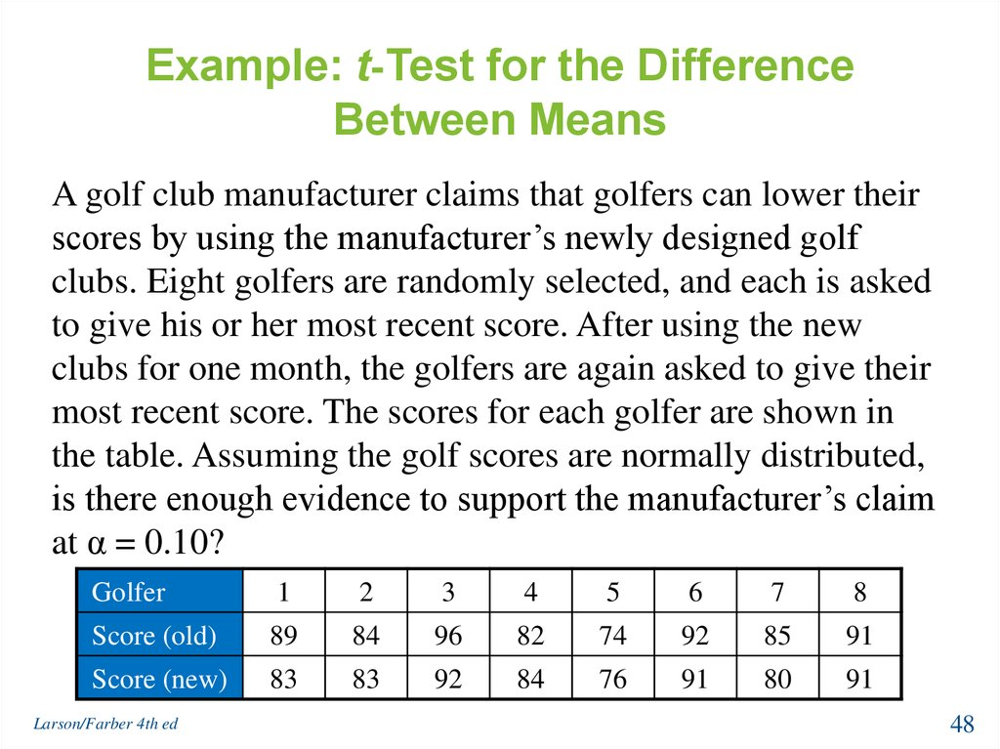 Example: t-Test for the Difference
Between Means
A golf club manufacturer claims that golfers can lower their
scores by using the manufacturer’s newly designed golf
clubs. Eight golfers are randomly selected, and each is asked
to give his or her most recent score. After using the new
clubs for one month, the golfers are again asked to give their
most recent score. The scores for each golfer are shown in
the table. Assuming the golf scores are normally distributed,
is there enough evidence to support the manufacturer’s claim
at α = 0.10?
Golfer 1 2 3 4 5 6 7 8
Score (old) 89 84 96 82 74 92 85 91
Score (new) 83 83 92 84 76 91 80 91
Larson/Farber 4th ed 48